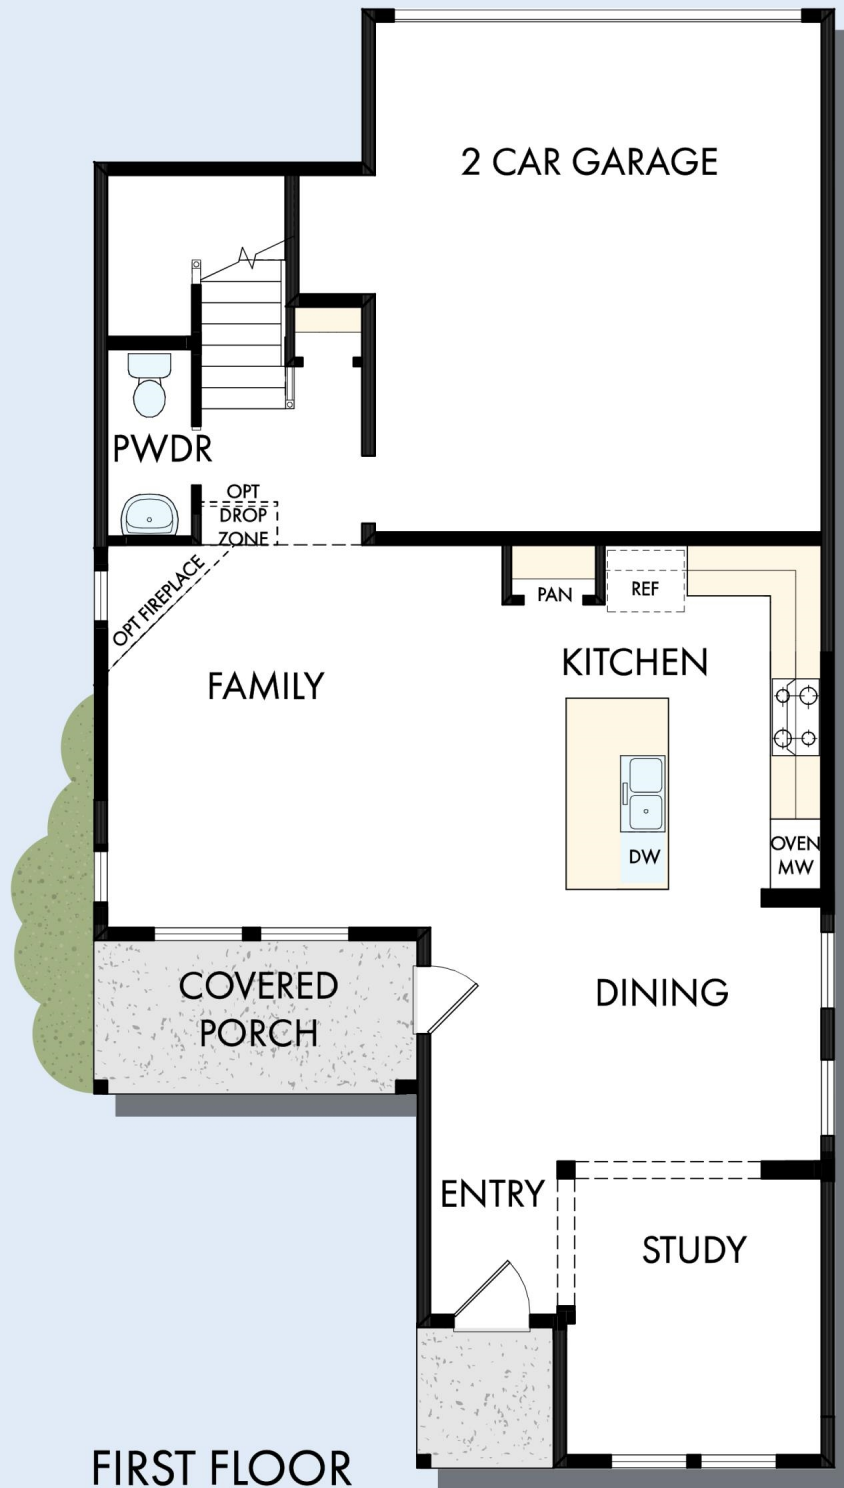 2 CAR GARAGE
PWDR
OPT
DROP
ZONE
OPT FIREPLACE
PAN
REF
KITCHEN
FAMILY
DW
OVEN
MW
COVERED
PORCH
DINING
ENTRY
STUDY
FIRST FLOOR